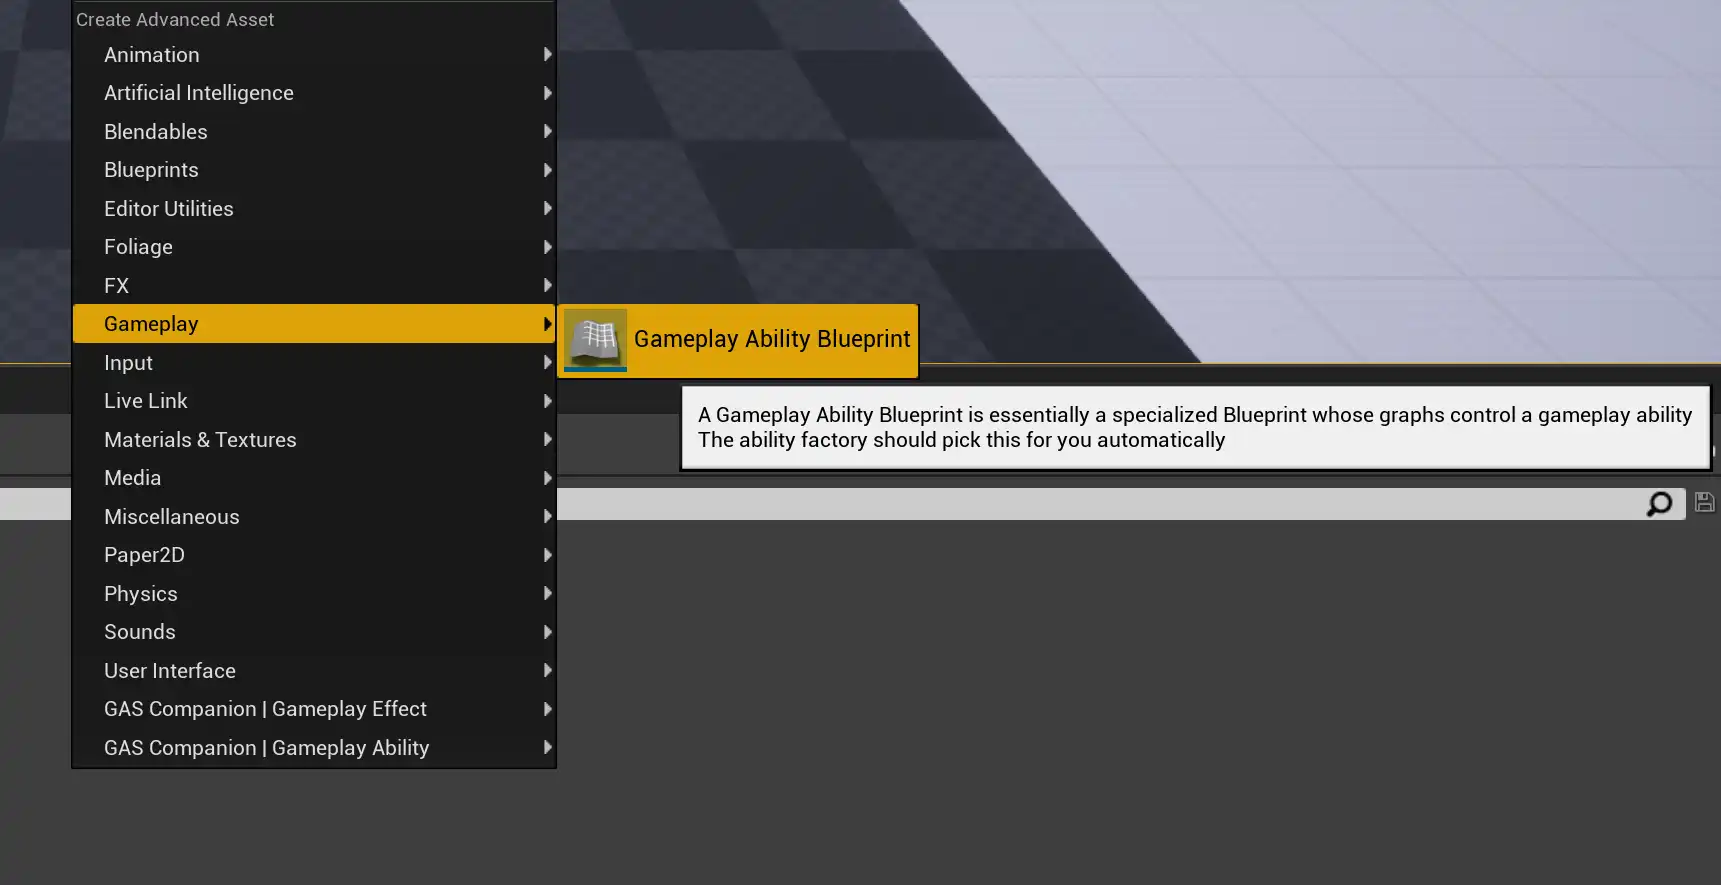 Create Advanced Asset
Animation
Artificial Intelligence
Blendables
Blueprints
Editor Utilities
Foliage
FX
Gameplay
Gameplay Ability Blueprint
Input
Live Link
A Gameplay Ability Blueprint is essentially a specialized Blueprint whose graphs control a gameplay ability
The ability factory should pick this for you automatically
Materials & Textures
Media
Miscellaneous
Paper2D
Physics
Sounds
User Interface
GAS Companion | Gameplay Effect
GAS Companion | Gameplay Ability